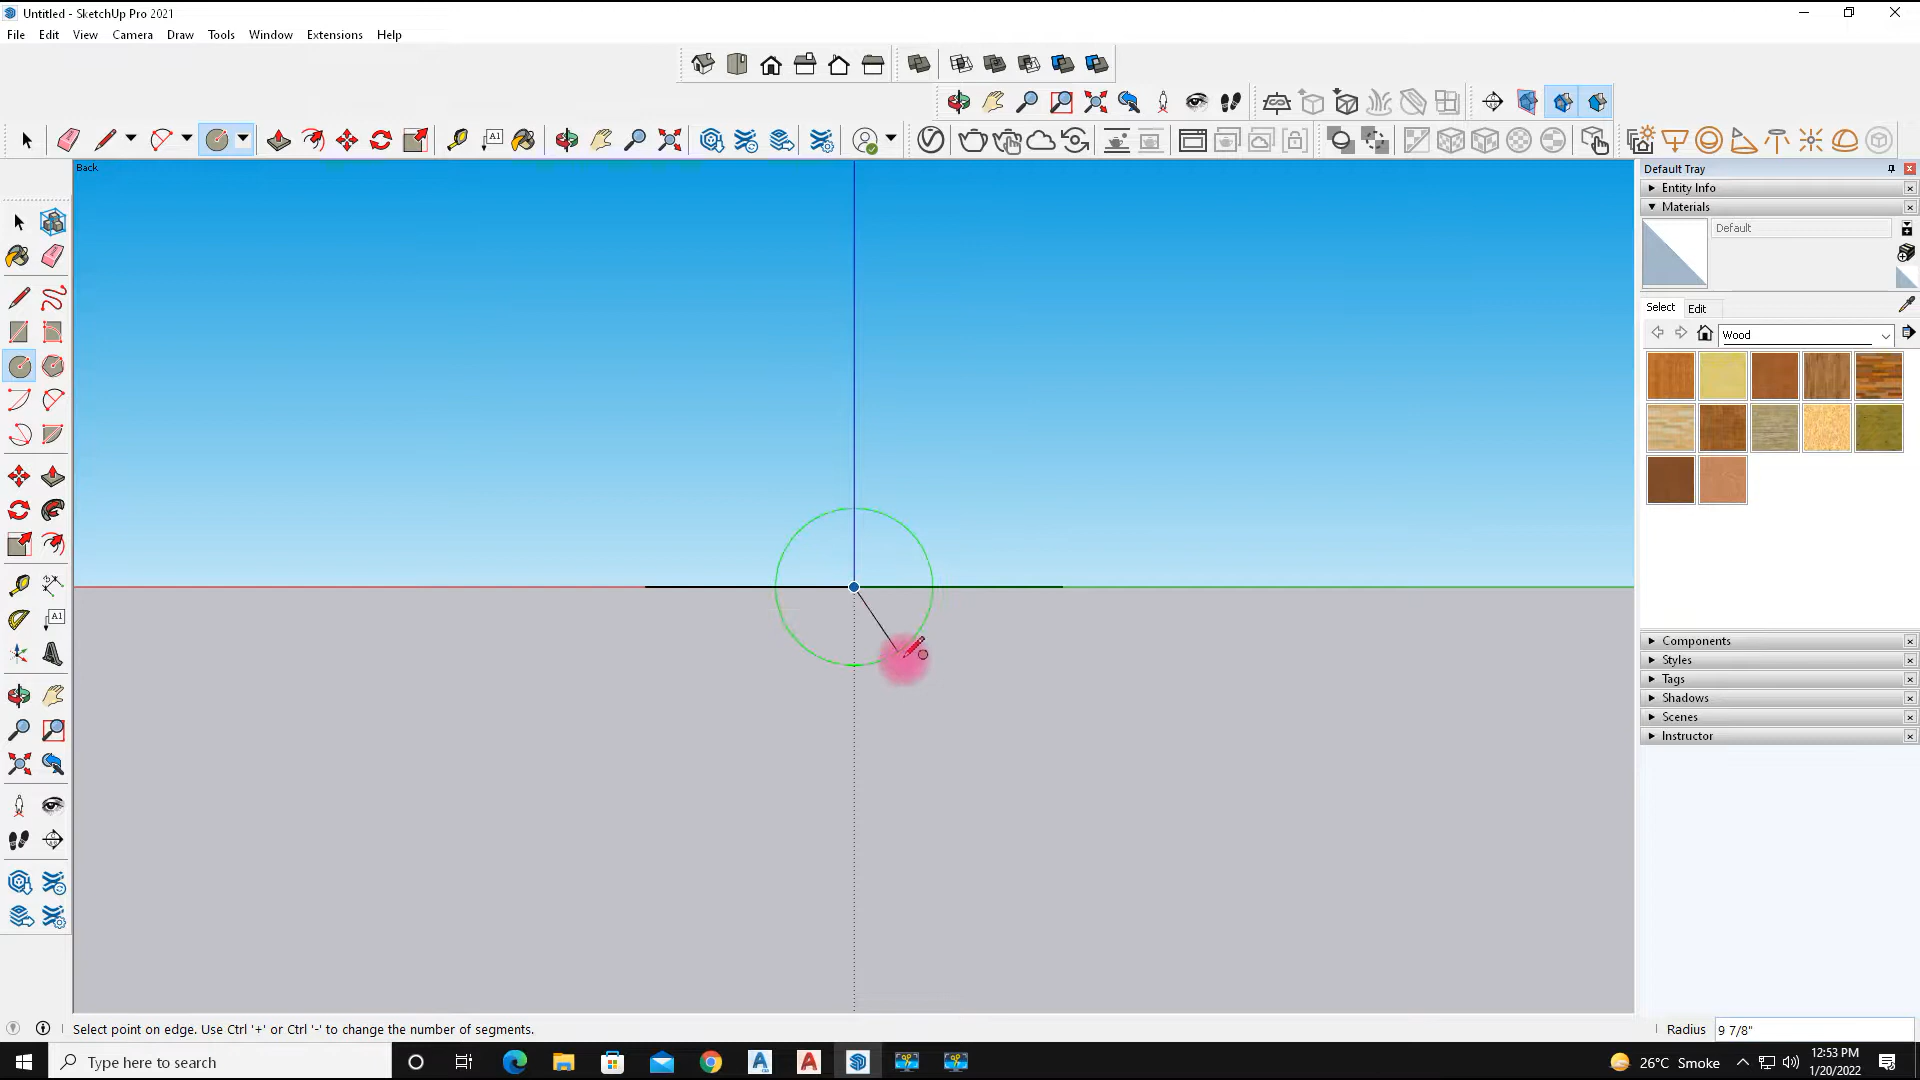 Untitled - SketchUp Pro 2021
File Edit View Camera Draw Tools Window Extensions Help
A1
Back
Default Tray
Entity Info
Materials
Default
Select Edit
Wood
A1
Components
Styles
Tags
Shadows
Scenes
Instructor
Select point on edge. Use Ctrl '+' or Ctrl '-' to change the number of segments.
Radius 9 7/8"
Type here to search
26°C Smoke
12:53 PM
1/20/2022